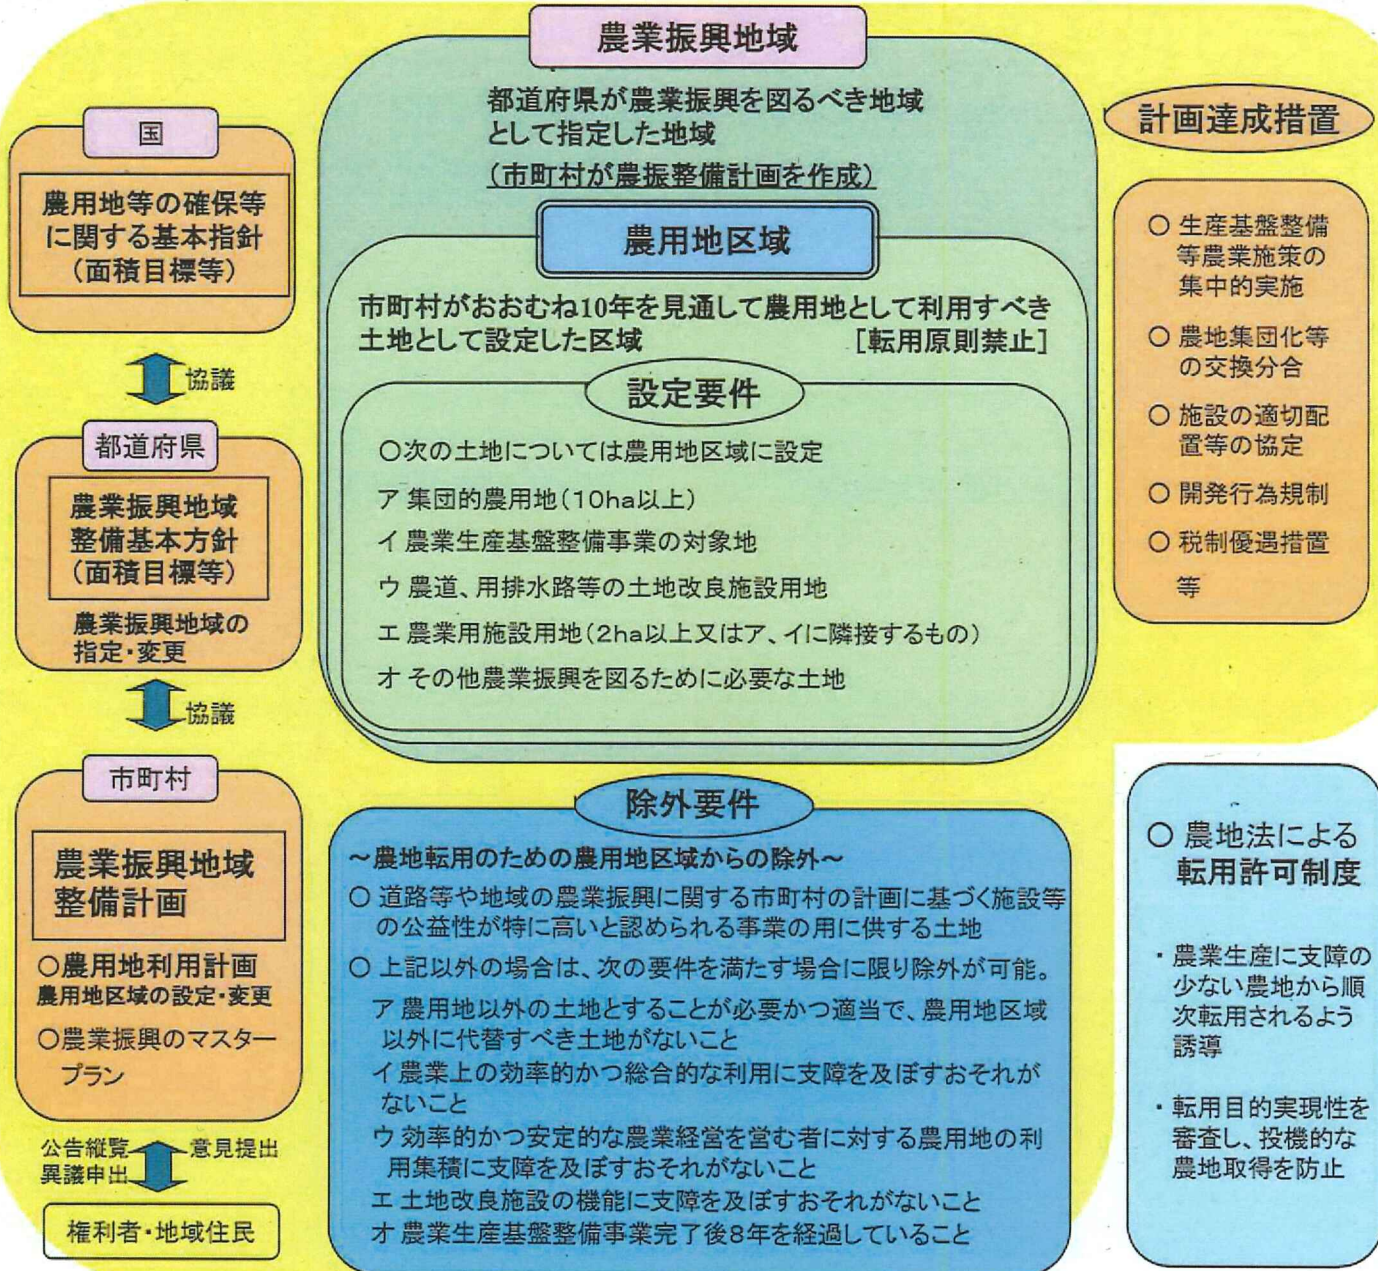 農業振興地域
都道府県が農業振興を図るべき地域
として指定した地域
(市町村が農振整備計画を作成)
農用地区域
市町村がおおむね10年を見通して農用地として利用すべき
土地として設定した区域　[転用原則禁止]
設定要件
○次の土地については農用地区域に設定
ア 集団的農用地(10ha以上)
イ 農業生産基盤整備事業の対象地
ウ 農道、用排水路等の土地改良施設用地
エ 農業用施設用地(2ha以上又はア、イに隣接するもの)
オ その他農業振興を図るために必要な土地
国
農用地等の確保等
に関する基本指針
(面積目標等)
協議
都道府県
農業振興地域
整備基本方針
(面積目標等)
農業振興地域の
指定・変更
協議
市町村
農業振興地域
整備計画
○農用地利用計画
農用地区域の設定・変更
○農業振興のマスター
プラン
公告縦覧
異議申出
意見提出
権利者・地域住民
計画達成措置
○ 生産基盤整備
等農業施策の
集中的実施
○ 農地集団化等
の交換分合
○ 施設の適切配
置等の協定
○ 開発行為規制
○ 税制優遇措置
等
除外要件
～農地転用のための農用地区域からの除外～
○ 道路等や地域の農業振興に関する市町村の計画に基づく施設等
の公益性が特に高いと認められる事業の用に供する土地
○ 上記以外の場合は、次の要件を満たす場合に限り除外が可能。
ア 農用地以外の土地とすることが必要かつ適当で、農用地区域
以外に代替すべき土地がないこと
イ 農業上の効率的かつ総合的な利用に支障を及ぼすおそれが
ないこと
ウ 効率的かつ安定的な農業経営を営む者に対する農用地の利
用集積に支障を及ぼすおそれがないこと
エ 土地改良施設の機能に支障を及ぼすおそれがないこと
オ 農業生産基盤整備事業完了後8年を経過していること
○ 農地法による
転用許可制度
・農業生産に支障の
少ない農地から順
次転用されるよう
誘導
・転用目的実現性を
審査し、投機的な
農地取得を防止